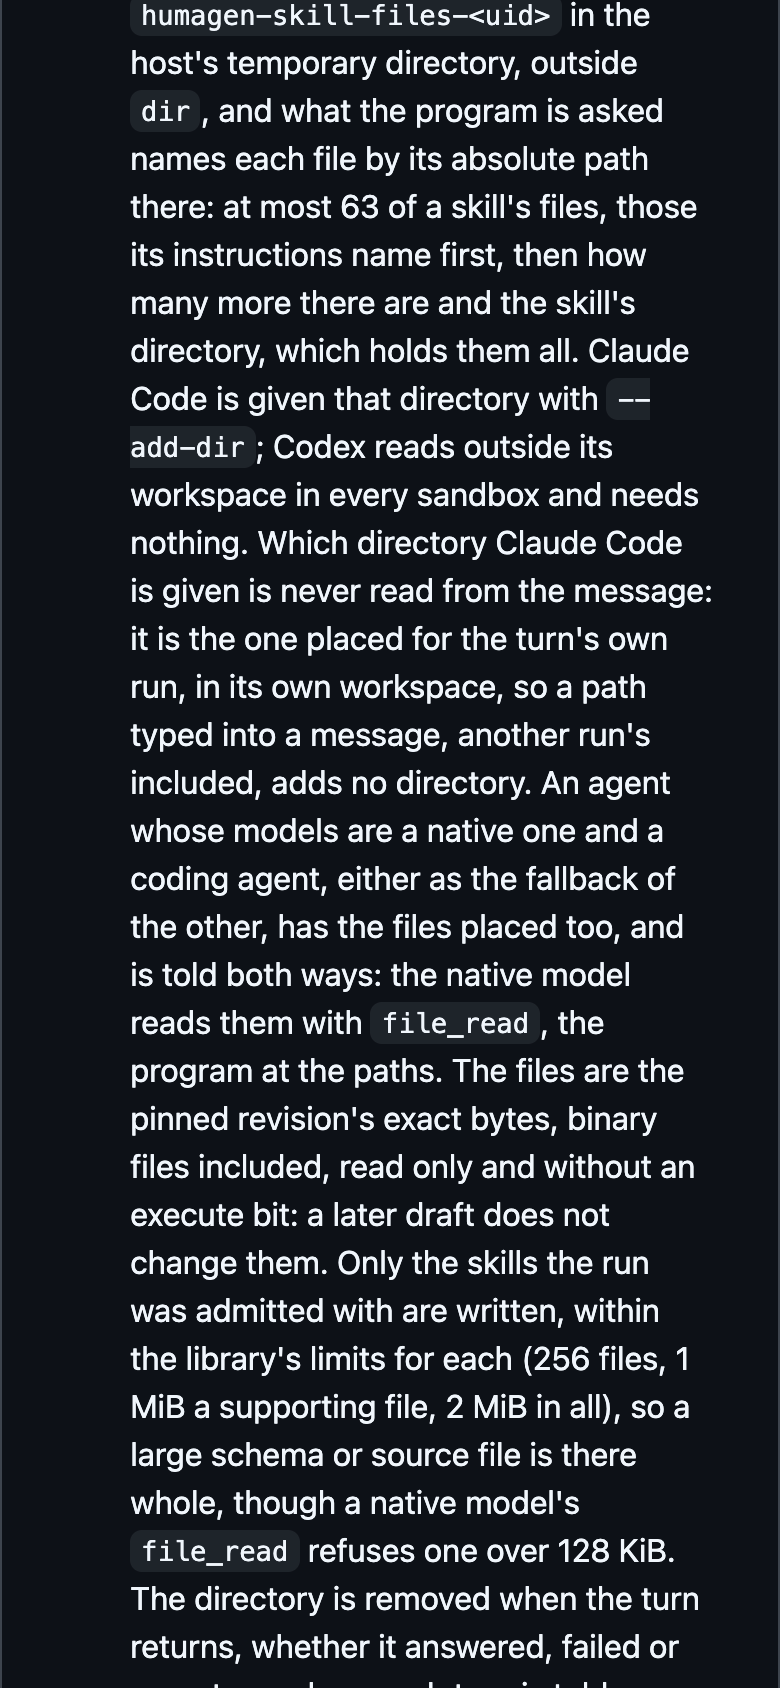 humagen-skill-files-<uid> in the
host's temporary directory, outside
dir, and what the program is asked
names each file by its absolute path
there: at most 63 of a skill's files, those
its instructions name first, then how
many more there are and the skill's
directory, which holds them all. Claude
Code is given that directory with --
add-dir; Codex reads outside its
workspace in every sandbox and needs
nothing. Which directory Claude Code
is given is never read from the message:
it is the one placed for the turn's own
run, in its own workspace, so a path
typed into a message, another run's
included, adds no directory. An agent
whose models are a native one and a
coding agent, either as the fallback of
the other, has the files placed too, and
is told both ways: the native model
reads them with file_read, the
program at the paths. The files are the
pinned revision's exact bytes, binary
files included, read only and without an
execute bit: a later draft does not
change them. Only the skills the run
was admitted with are written, within
the library's limits for each (256 files, 1
MiB a supporting file, 2 MiB in all), so a
large schema or source file is there
whole, though a native model's
file_read refuses one over 128 KiB.
The directory is removed when the turn
returns, whether it answered, failed or